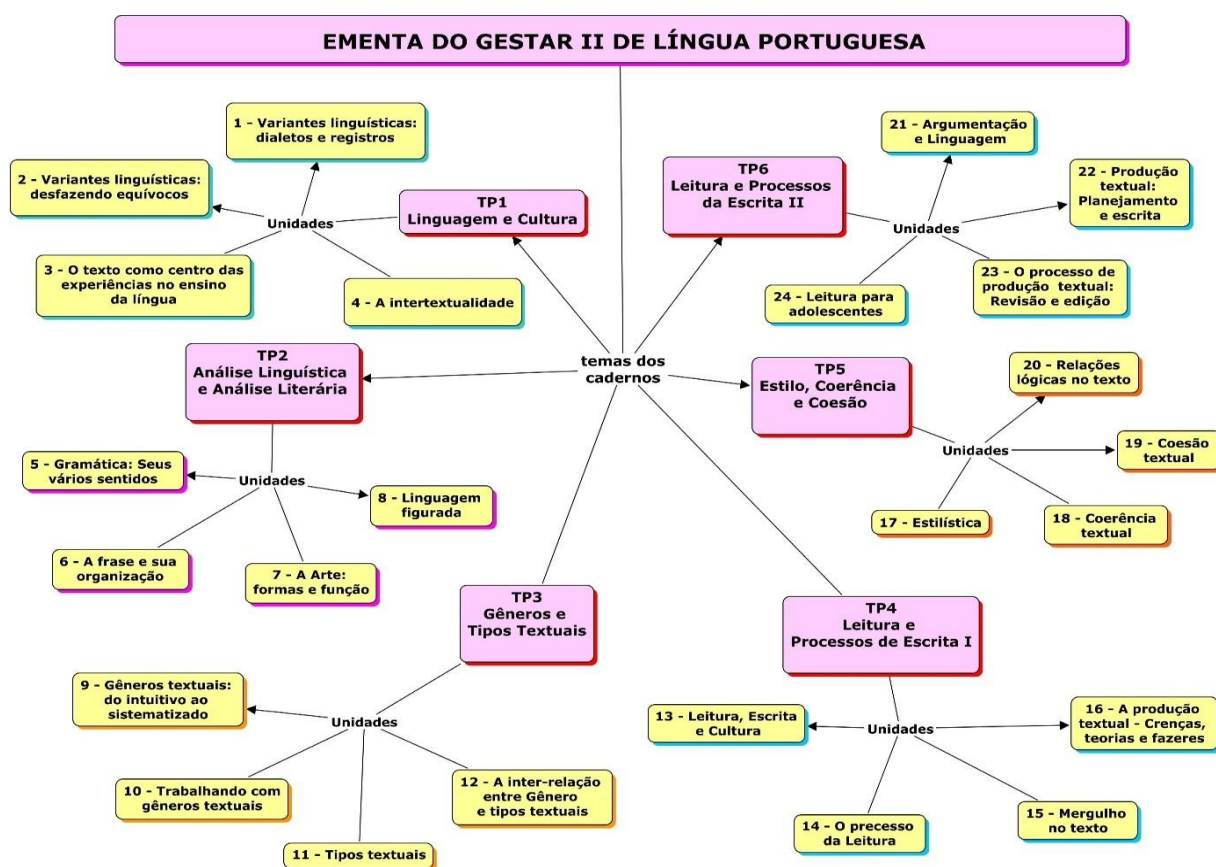 EMENTA DO GESTAR II DE LÍNGUA PORTUGUESA
1 - Variantes linguísticas:
dialetos e registros
2 - Variantes linguísticas:
desfazendo equívocos
Unidades
TP1
Linguagem e Cultura
3 - O texto como centro das
experiências no ensino
da língua
4 - A intertextualidade
TP6
Leitura e Processos
da Escrita II
21 - Argumentação
e Linguagem
22 - Produção
textual:
Planejamento
e escrita
Unidades
23 - O processo de
produção textual:
Revisão e edição
24 - Leitura para
adolescentes
temas dos
cadernos
TP2
Análise Linguística
e Análise Literária
5 - Gramática: Seus
vários sentidos
Unidades
8 - Linguagem
figurada
6 - A frase e sua
organização
7 - A Arte:
formas e função
TP5
Estilo, Coerência
e Coesão
20 - Relações
lógicas no texto
Unidades
19 - Coesão
textual
17 - Estilística
18 - Coerência
textual
TP3
Gêneros e
Tipos Textuais
9 - Gêneros textuais:
do intuitivo ao
sistematizado
Unidades
10 - Trabalhando com
gêneros textuais
11 - Tipos textuais
12 - A inter-relação
entre Gênero
e tipos textuais
TP4
Leitura e
Processos de Escrita I
13 - Leitura, Escrita
e Cultura
Unidades
16 - A produção
textual - Crenças,
teorias e fazeres
14 - O precesso
da Leitura
15 - Mergulho
no texto